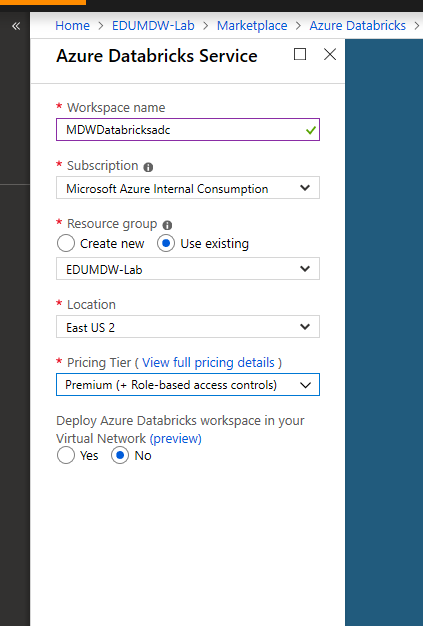 « Home > EDUMDW-Lab > Marketplace > Azure Databricks >
Azure Databricks Service
* Workspace name
MDWDatabricksadc
* Subscription
Microsoft Azure Internal Consumption
* Resource group
Create new Use existing
EDUMDW-Lab
* Location
East US 2
* Pricing Tier ( View full pricing details )
Premium (+ Role-based access controls)
Deploy Azure Databricks workspace in your
Virtual Network (preview)
Yes No